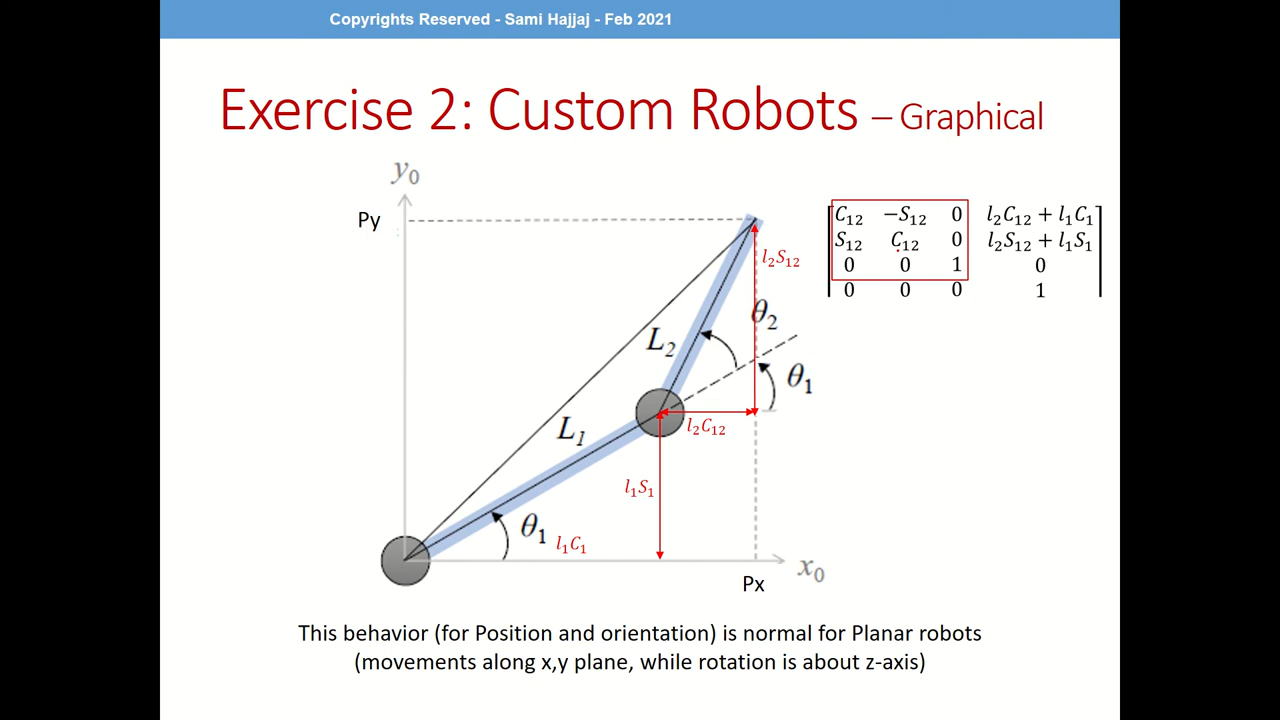 Copyrights Reserved - Sami Hajjaj - Feb 2021
Exercise 2: Custom Robots – Graphical
y₀
Py
C₁₂ −S₁₂ 0 l₂C₁₂ + l₁C₁
S₁₂ C₁₂ 0 l₂S₁₂ + l₁S₁
0 0 1 0
0 0 0 1
l₂S₁₂
θ₂
L₂
θ₁
l₂C₁₂
L₁
l₁S₁
θ₁
l₁C₁
x₀
Px
This behavior (for Position and orientation) is normal for Planar robots
(movements along x,y plane, while rotation is about z-axis)